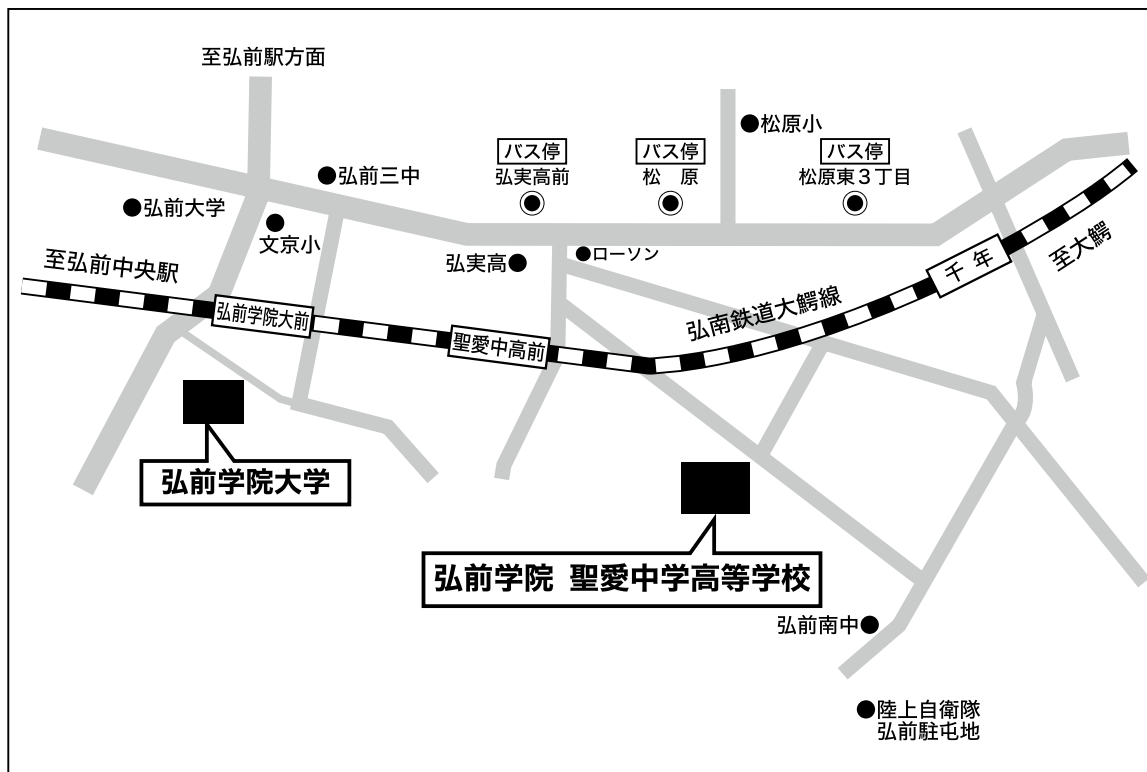 至弘前駅方面
松原小
バス停
弘実高前
バス停
松　原
バス停
松原東３丁目
弘前三中
弘前大学
文京小
至弘前中央駅
弘実高
ローソン
千年
至大鰐
弘南鉄道大鰐線
弘前学院大前
聖愛中高前
弘前学院大学
弘前学院 聖愛中学高等学校
弘前南中
陸上自衛隊
弘前駐屯地